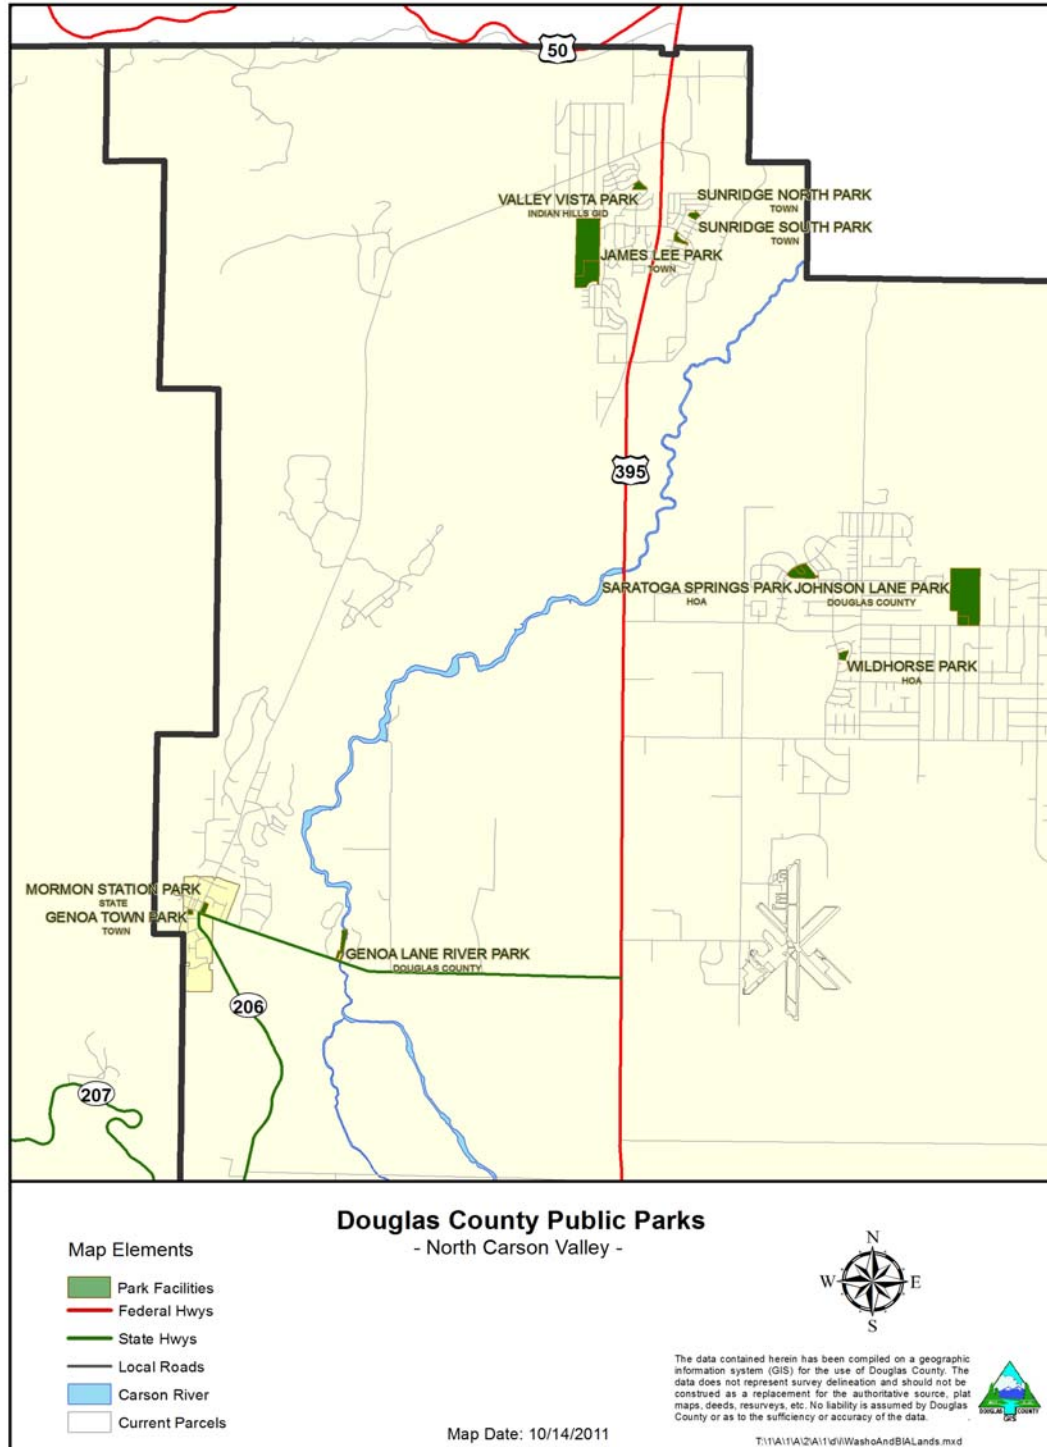 50
VALLEY VISTA PARK
INDIAN HILLS GID
SUNRIDGE NORTH PARK
TOWN
SUNRIDGE SOUTH PARK
TOWN
JAMES LEE PARK
TOWN
395
SARATOGA SPRINGS PARK
HOA
JOHNSON LANE PARK
DOUGLAS COUNTY
WILDHORSE PARK
HOA
MORMON STATION PARK
STATE
GENOA TOWN PARK
TOWN
GENOA LANE RIVER PARK
DOUGLAS COUNTY
206
207
Douglas County Public Parks
- North Carson Valley -
Map Elements
Park Facilities
Federal Hwys
State Hwys
Local Roads
Carson River
Current Parcels
N
W E
S
The data contained herein has been compiled on a geographic
information system (GIS) for the use of Douglas County. The
data does not represent survey delineation and should not be
construed as a replacement for the authoritative source, plat
maps, deeds, resurveys, etc. No liability is assumed by Douglas
County or as to the sufficiency or accuracy of the data.
DOUGLAS COUNTY
GIS
Map Date: 10/14/2011